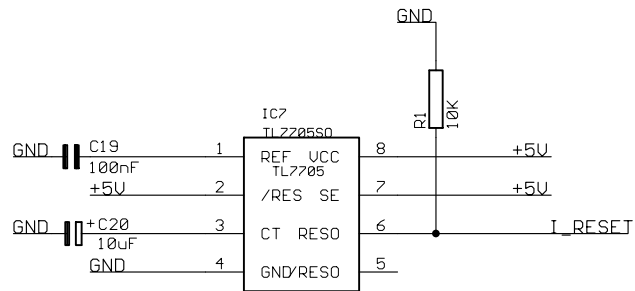 GND
R1
10K
IC7
TL7705SO
GND
C19
100nF
1
REF
VCC
8
+5V
TL7705
+5V
2
/RES
SE
7
+5V
GND
+C20
10uF
3
CT
RESO
6
I_RESET
GND
4
GND/RESO
5